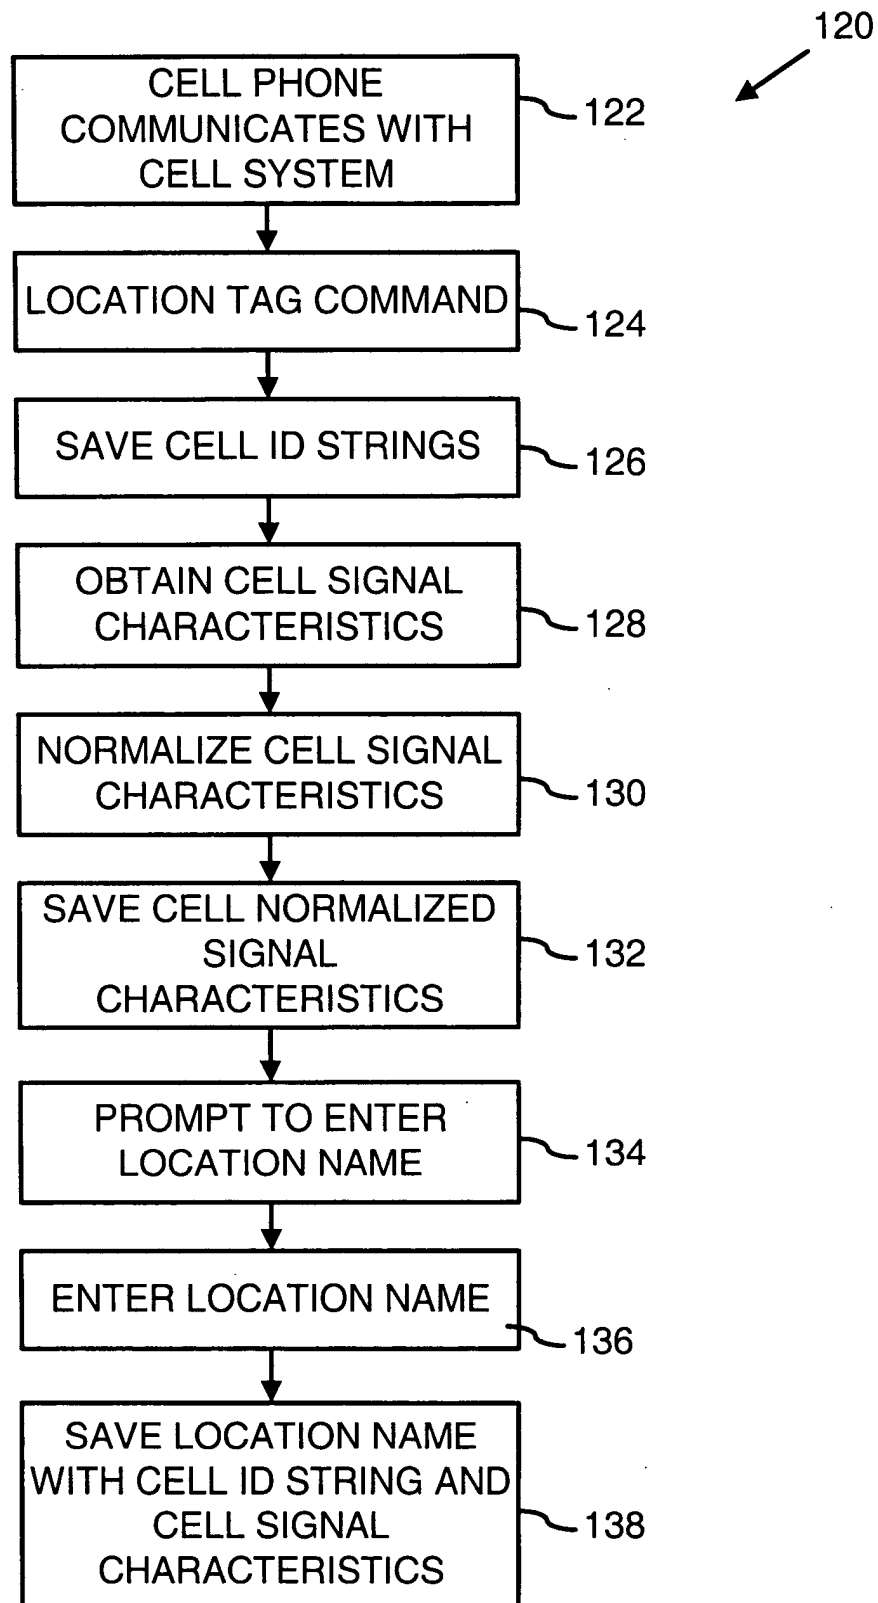 120
CELL PHONE
COMMUNICATES WITH
CELL SYSTEM
122
LOCATION TAG COMMAND
124
SAVE CELL ID STRINGS
126
OBTAIN CELL SIGNAL
CHARACTERISTICS
128
NORMALIZE CELL SIGNAL
CHARACTERISTICS
130
SAVE CELL NORMALIZED
SIGNAL
CHARACTERISTICS
132
PROMPT TO ENTER
LOCATION NAME
134
ENTER LOCATION NAME
136
SAVE LOCATION NAME
WITH CELL ID STRING AND
CELL SIGNAL
CHARACTERISTICS
138